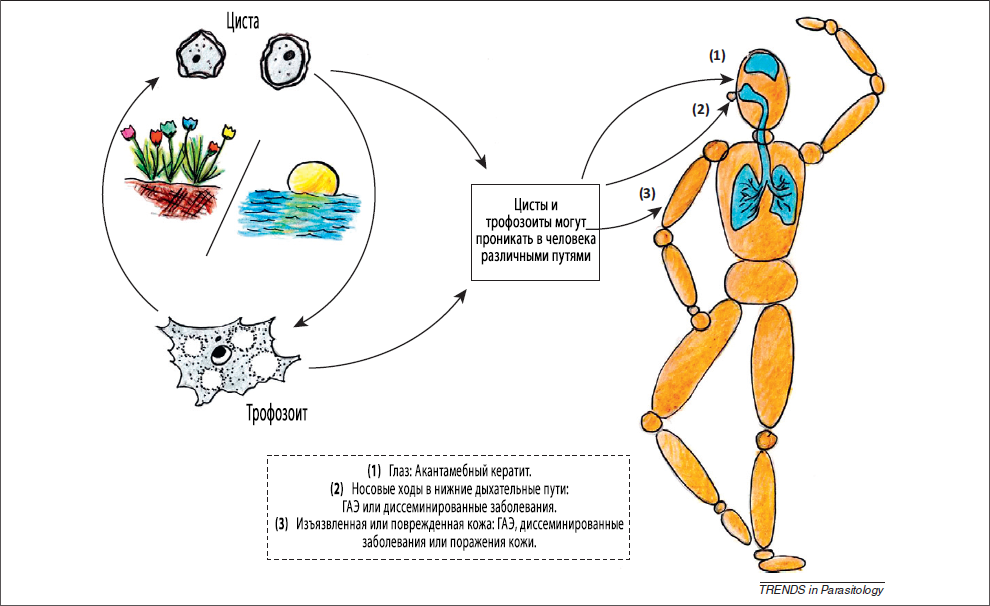 Циста
(1)
(2)
(3)
Цисты и
трофозоиты могут
проникать в человека
различными путями
Трофозоит
(1) Глаз: Акантамебный кератит.
(2) Носовые ходы в нижние дыхательные пути:
ГАЭ или диссеминированные заболевания.
(3) Изъязвленная или поврежденная кожа: ГАЭ, диссеминированные
заболевания или поражения кожи.
TRENDS in Parasitology